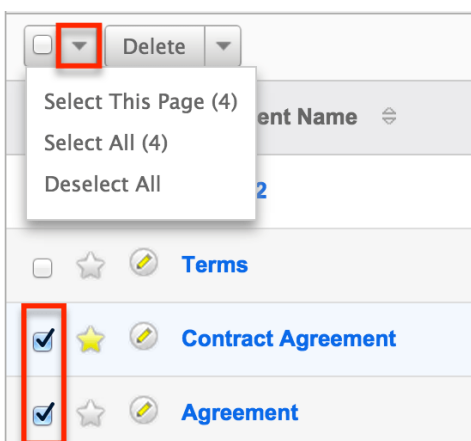 Delete
Select This Page (4)
Select All (4)
Deselect All
ent Name
2
Terms
Contract Agreement
Agreement